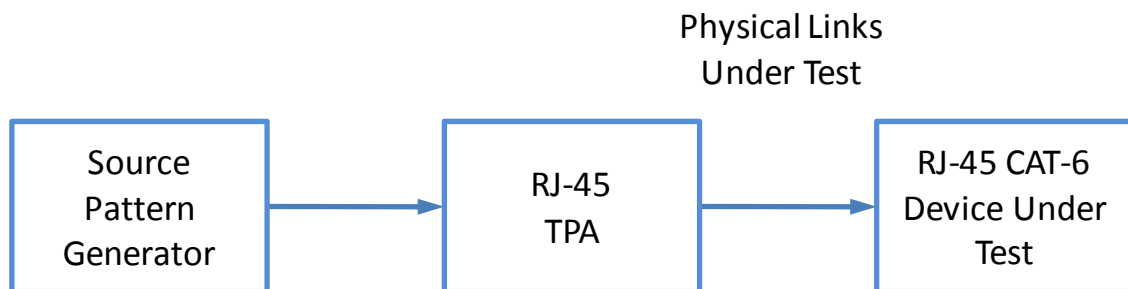 Physical Links
Under Test
Source
Pattern
Generator
RJ-45
TPA
RJ-45 CAT-6
Device Under
Test